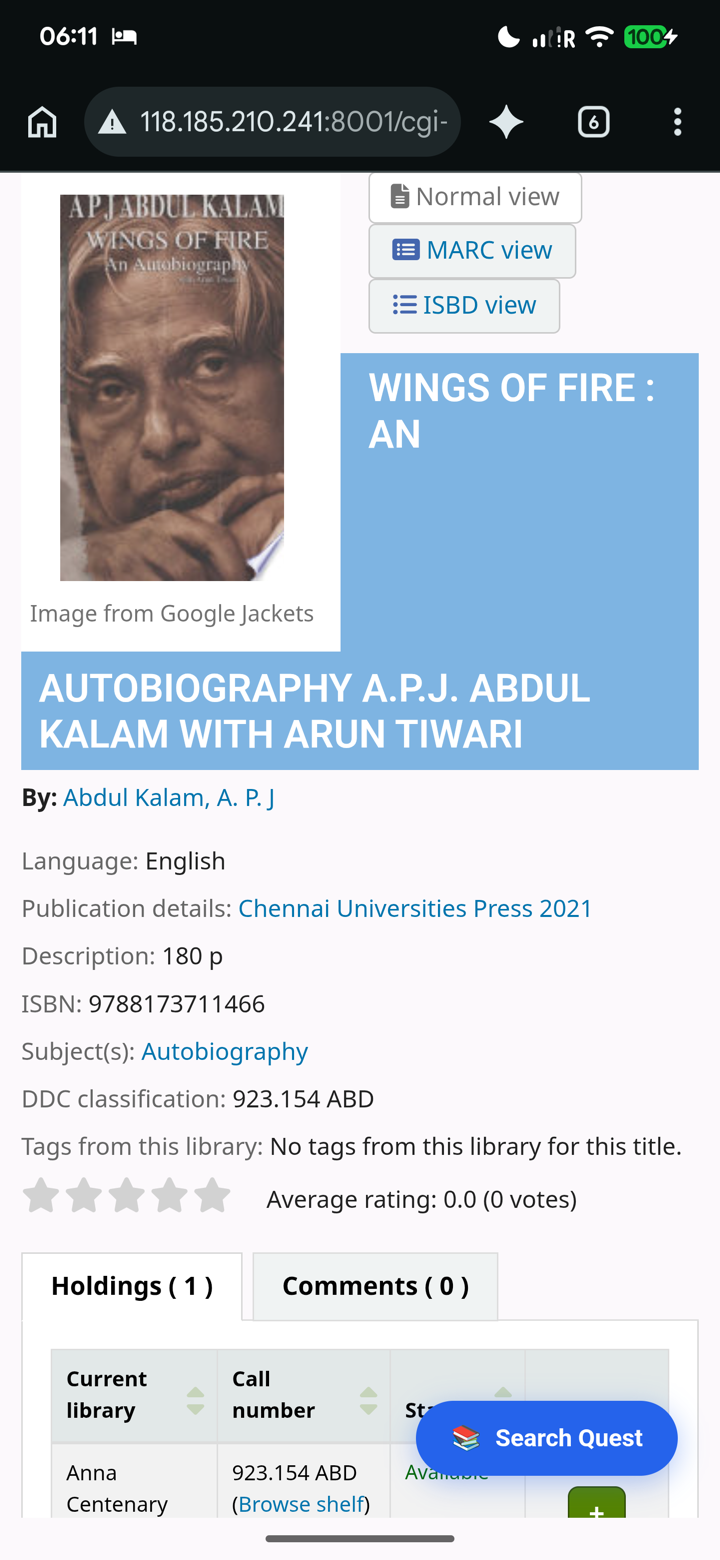 06:11
100
118.185.210.241:8001/cgi-
6
A P J ABDUL KALAM
WINGS OF FIRE
An Autobiography
Image from Google Jackets
Normal view
MARC view
ISBD view
WINGS OF FIRE :
AN
AUTOBIOGRAPHY A.P.J. ABDUL
KALAM WITH ARUN TIWARI
By: Abdul Kalam, A. P. J
Language: English
Publication details: Chennai Universities Press 2021
Description: 180 p
ISBN: 9788173711466
Subject(s): Autobiography
DDC classification: 923.154 ABD
Tags from this library: No tags from this library for this title.
Average rating: 0.0 (0 votes)
Holdings ( 1 )
Comments ( 0 )
Current
library
Call
number
Search Quest
Anna
Centenary
923.154 ABD
(Browse shelf)
Available
+